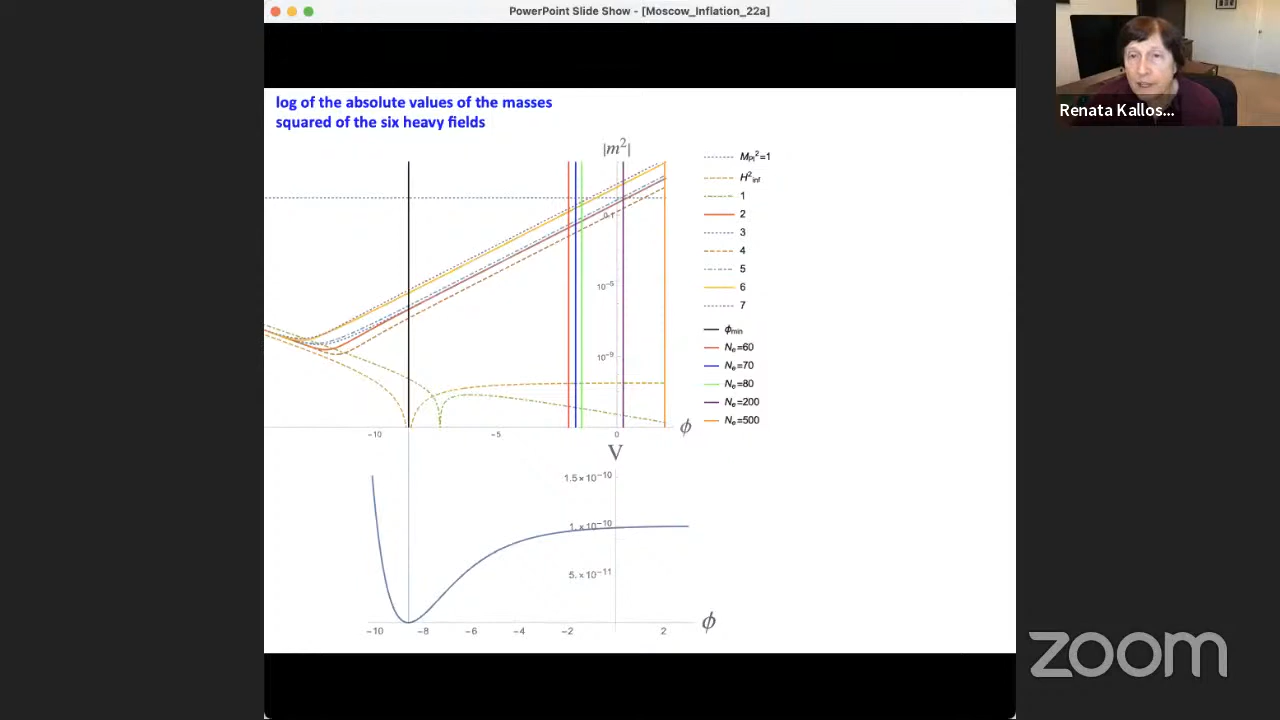 PowerPoint Slide Show - [Moscow_Inflation_22a]
Renata Kallos...
log of the absolute values of the masses
squared of the six heavy fields
|m²|
M_Pl²=1
H²_inf
1
2
3
4
5
6
7
ϕ_min
N_e=60
N_e=70
N_e=80
N_e=200
N_e=500
0.1
10⁻⁵
10⁻⁹
-10
-5
0
ϕ
V
1.5×10⁻¹⁰
1.×10⁻¹⁰
5.×10⁻¹¹
-10
-8
-6
-4
-2
2
ϕ
zoom